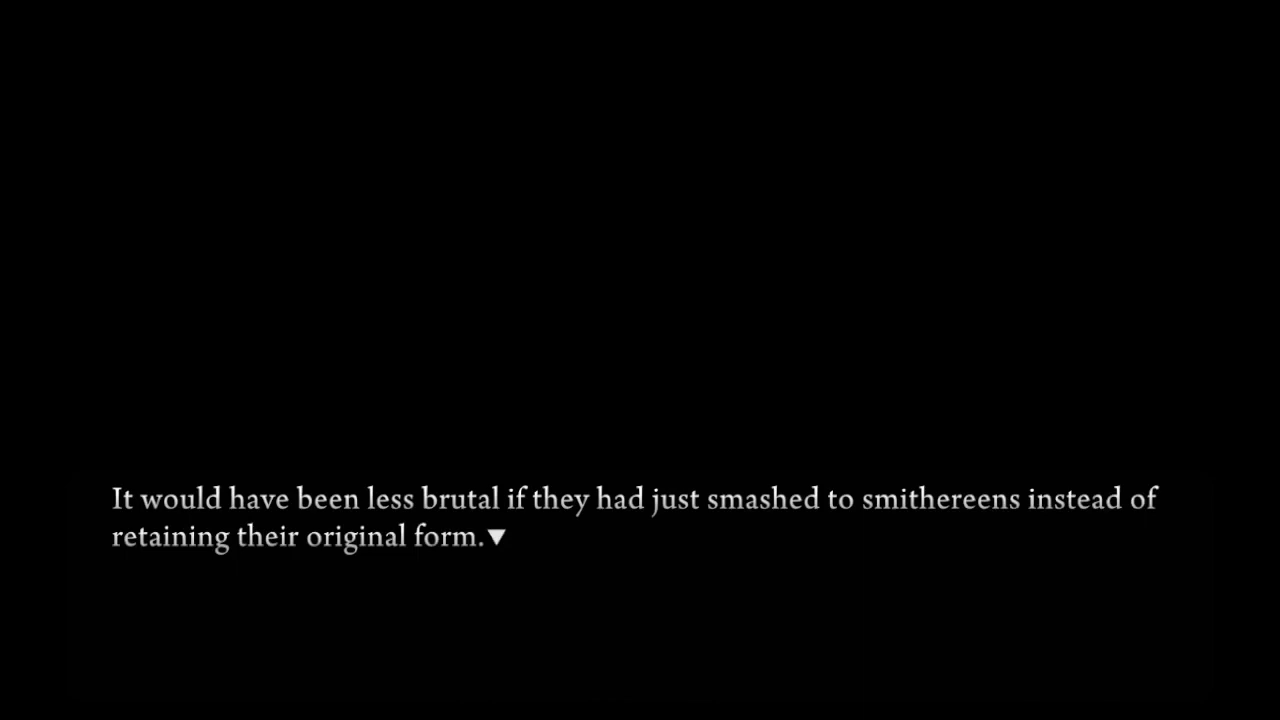 It would have been less brutal if they had just smashed to smithereens instead of
retaining their original form.▼